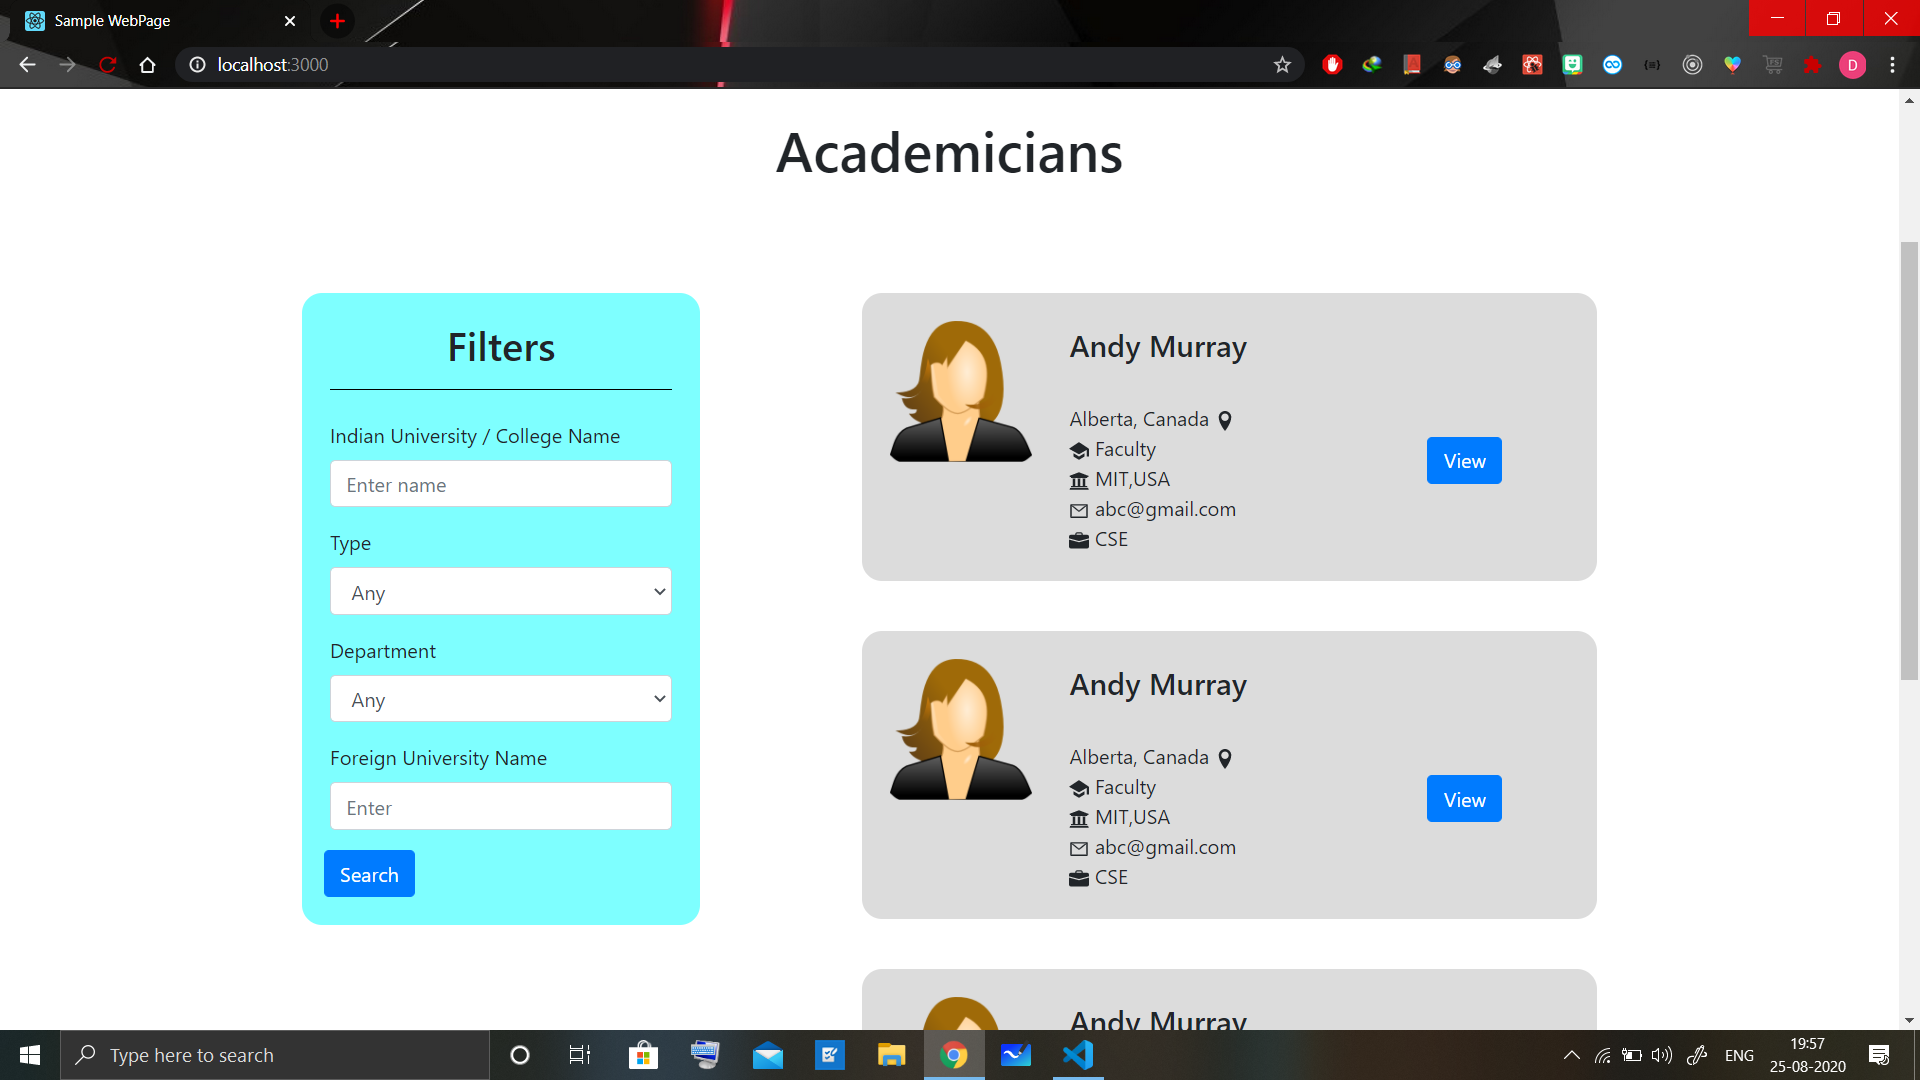 Sample WebPage
localhost:3000
D
Academicians
Filters
Indian University / College Name
Enter name
Type
Any
Department
Any
Foreign University Name
Enter
Search
Andy Murray
Alberta, Canada
Faculty
MIT,USA
abc@gmail.com
CSE
View
Andy Murray
Alberta, Canada
Faculty
MIT,USA
abc@gmail.com
CSE
View
Andy Murray
Type here to search
ENG
19:57
25-08-2020